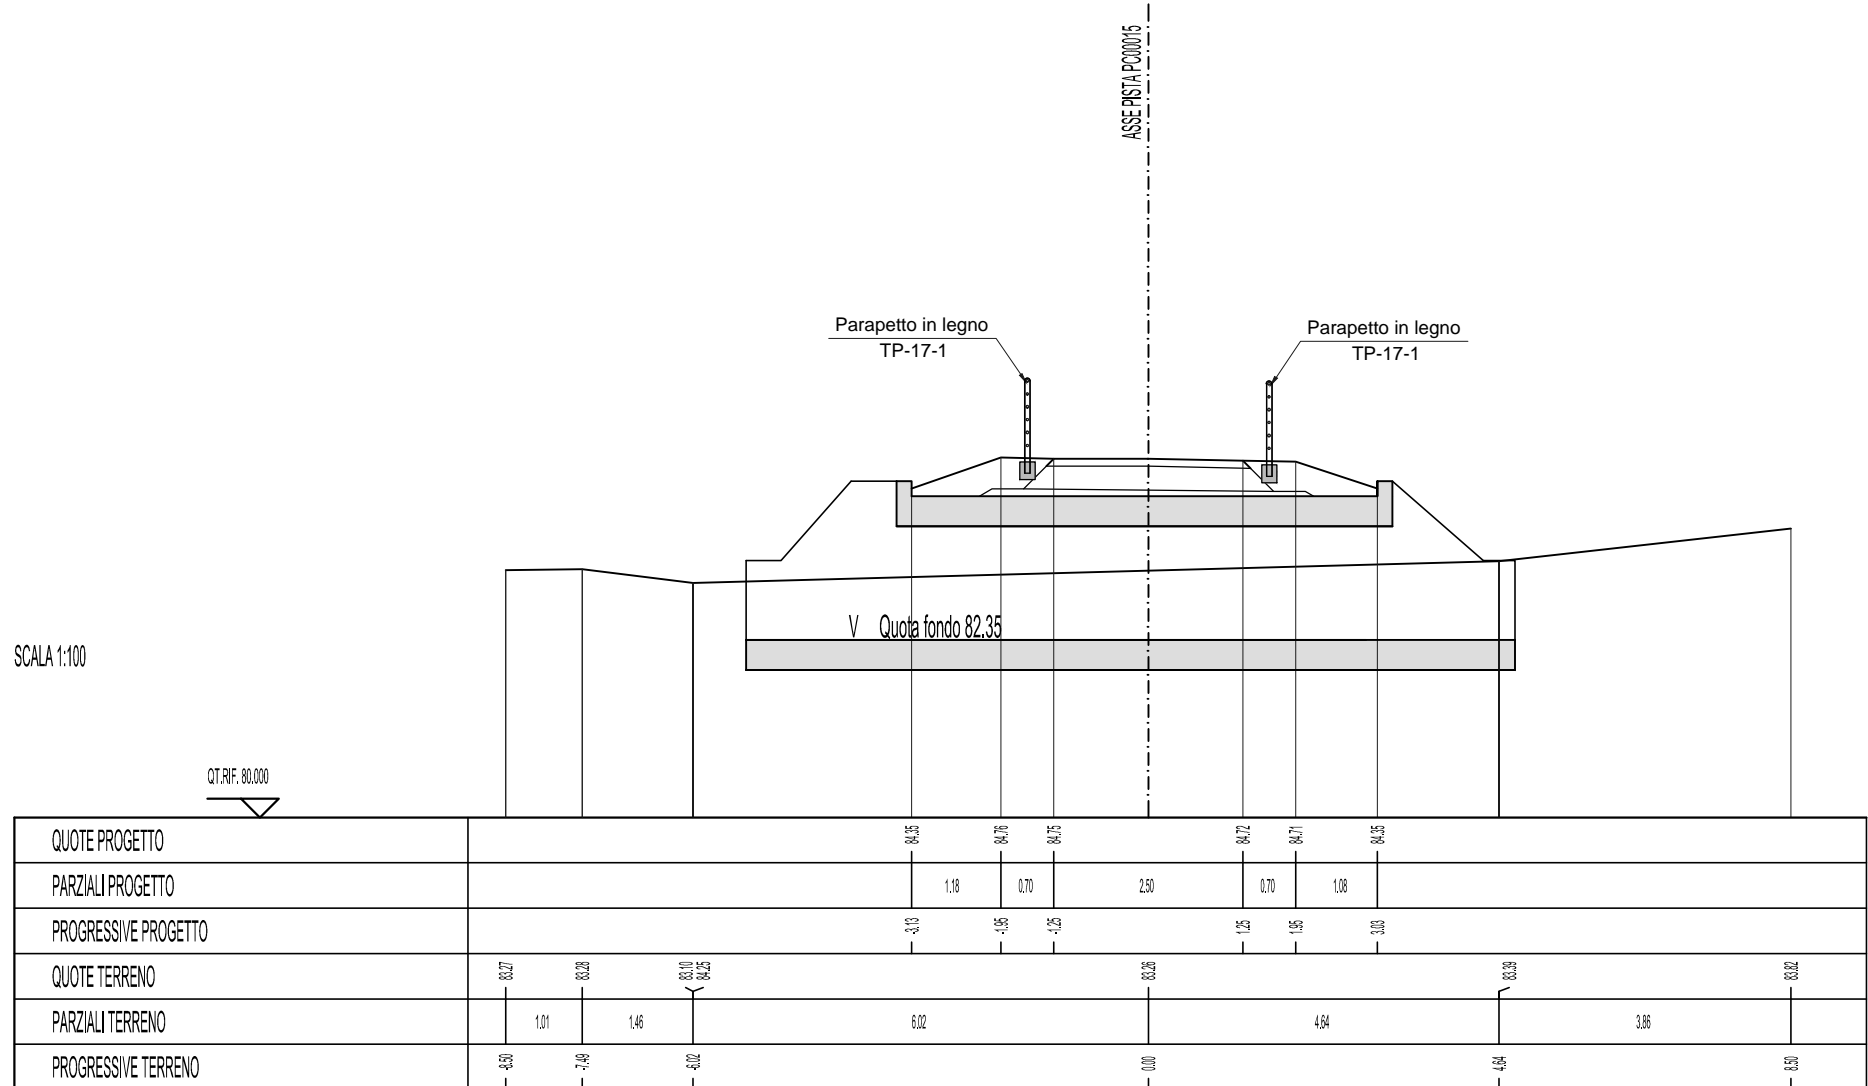 ASSE PISTA PC00015
Parapetto in legno
TP-17-1
Parapetto in legno
TP-17-1
V Quota fondo 82.35
SCALA 1:100
QT.RIF. 80.000
QUOTE PROGETTO 84.35 84.76 84.75 84.72 84.71 84.35
PARZIALI PROGETTO 1.18 0.70 2.50 0.70 1.08
PROGRESSIVE PROGETTO -3.13 -1.95 -1.25 1.25 1.95 3.03
QUOTE TERRENO 83.27 83.28 83.10 84.25 83.26 83.39 83.82
PARZIALI TERRENO 1.01 1.46 6.02 4.64 3.86
PROGRESSIVE TERRENO -8.50 -7.49 -6.02 0.00 4.64 8.50